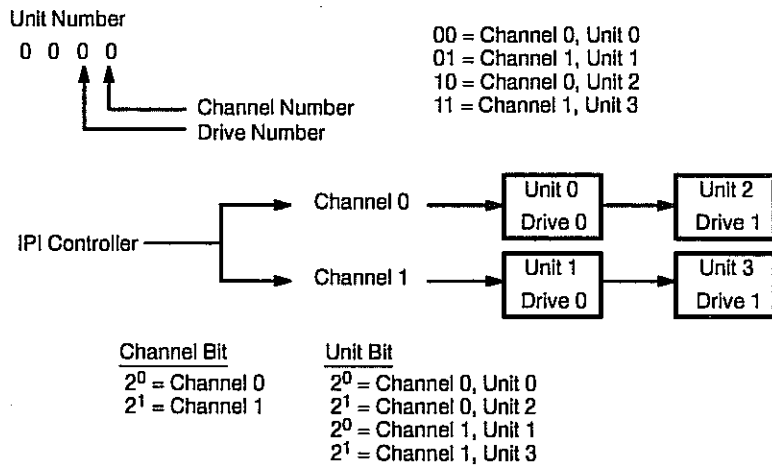 Unit Number
0 0 0 0
Channel Number
Drive Number
00 = Channel 0, Unit 0
01 = Channel 1, Unit 1
10 = Channel 0, Unit 2
11 = Channel 1, Unit 3
IPI Controller
Channel 0
Unit 0
Drive 0
Unit 2
Drive 1
Channel 1
Unit 1
Drive 0
Unit 3
Drive 1
Channel Bit
2⁰ = Channel 0
2¹ = Channel 1
Unit Bit
2⁰ = Channel 0, Unit 0
2¹ = Channel 0, Unit 2
2⁰ = Channel 1, Unit 1
2¹ = Channel 1, Unit 3